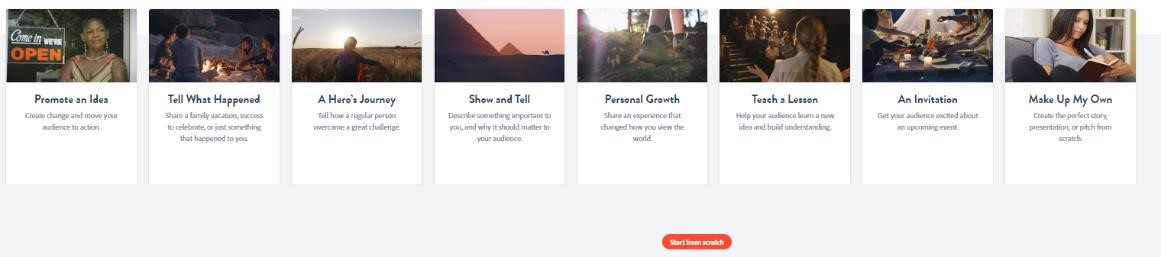 Come in WE'RE
OPEN
Promote an Idea
Create change and move your
audience to action.
Tell What Happened
Share a family vacation, success
to celebrate, or just something
that happened to you.
A Hero's Journey
Tell how a regular person
overcame a great challenge.
Show and Tell
Describe something important to
you, and why it should matter to
your audience.
Personal Growth
Share an experience that
changed how you view the
world.
Teach a Lesson
Help your audience learn a new
idea and build understanding.
An Invitation
Get your audience excited about
an upcoming event.
Make Up My Own
Create the perfect story,
presentation, or pitch from
scratch.
Start from scratch